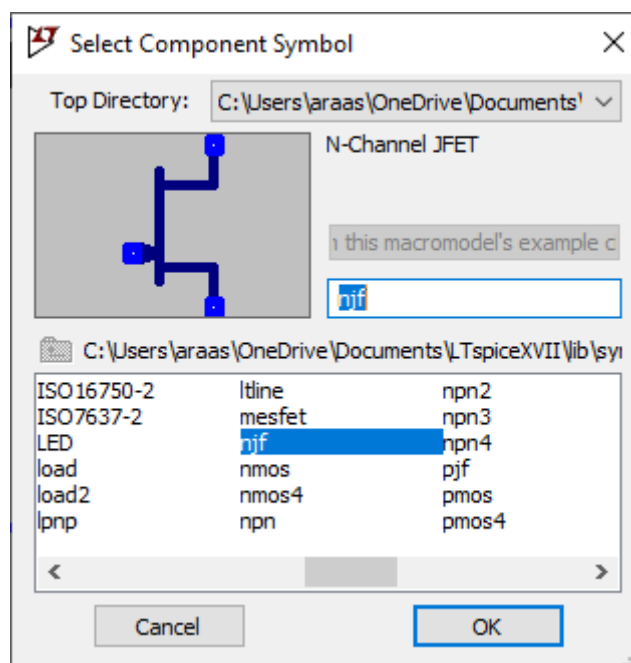 Select Component Symbol
Top Directory: C:\Users\araas\OneDrive\Documents\
N-Channel JFET
this macromodel's example c
njf
C:\Users\araas\OneDrive\Documents\LTspiceXVII\lib\syr
ISO16750-2 ltline npn2
ISO7637-2 mesfet npn3
LED njf npn4
load nmos pjf
load2 nmos4 pmos
lpnp npn pmos4
Cancel OK